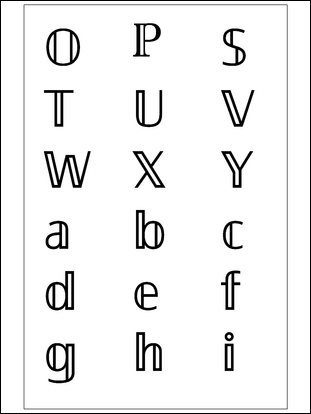 𝕆 ℙ 𝕊
𝕋 𝕌 𝕍
𝕎 𝕏 𝕐
𝕒 𝕓 𝕔
𝕕 𝕖 𝕗
𝕘 𝕙 𝕚